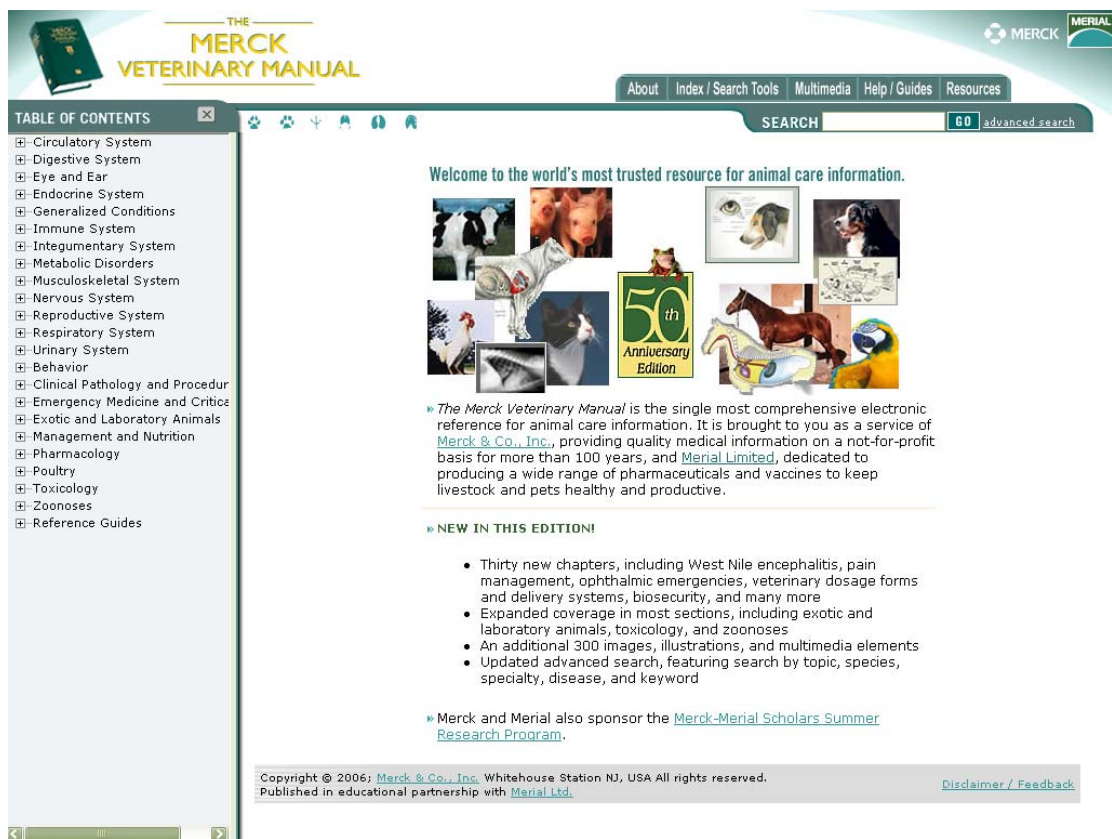 THE
MERCK
VETERINARY MANUAL
MERCK
MERIAL
About
Index / Search Tools
Multimedia
Help / Guides
Resources
TABLE OF CONTENTS
SEARCH
GO
advanced search
Circulatory System
Digestive System
Eye and Ear
Endocrine System
Generalized Conditions
Immune System
Integumentary System
Metabolic Disorders
Musculoskeletal System
Nervous System
Reproductive System
Respiratory System
Urinary System
Behavior
Clinical Pathology and Procedur
Emergency Medicine and Critica
Exotic and Laboratory Animals
Management and Nutrition
Pharmacology
Poultry
Toxicology
Zoonoses
Reference Guides
Welcome to the world's most trusted resource for animal care information.
50th
Anniversary
Edition
The Merck Veterinary Manual is the single most comprehensive electronic
reference for animal care information. It is brought to you as a service of
Merck & Co., Inc., providing quality medical information on a not-for-profit
basis for more than 100 years, and Merial Limited, dedicated to
producing a wide range of pharmaceuticals and vaccines to keep
livestock and pets healthy and productive.
NEW IN THIS EDITION!
• Thirty new chapters, including West Nile encephalitis, pain
management, ophthalmic emergencies, veterinary dosage forms
and delivery systems, biosecurity, and many more
• Expanded coverage in most sections, including exotic and
laboratory animals, toxicology, and zoonoses
• An additional 300 images, illustrations, and multimedia elements
• Updated advanced search, featuring search by topic, species,
specialty, disease, and keyword
Merck and Merial also sponsor the Merck-Merial Scholars Summer
Research Program.
Copyright © 2006; Merck & Co., Inc. Whitehouse Station NJ, USA All rights reserved.
Published in educational partnership with Merial Ltd.
Disclaimer / Feedback